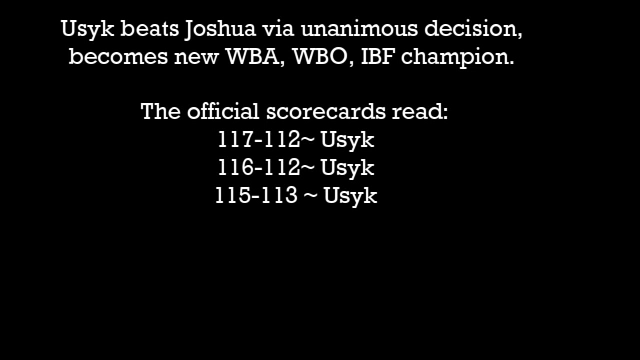 Usyk beats Joshua via unanimous decision,
becomes new WBA, WBO, IBF champion.
The official scorecards read:
117-112~ Usyk
116-112~ Usyk
115-113 ~ Usyk